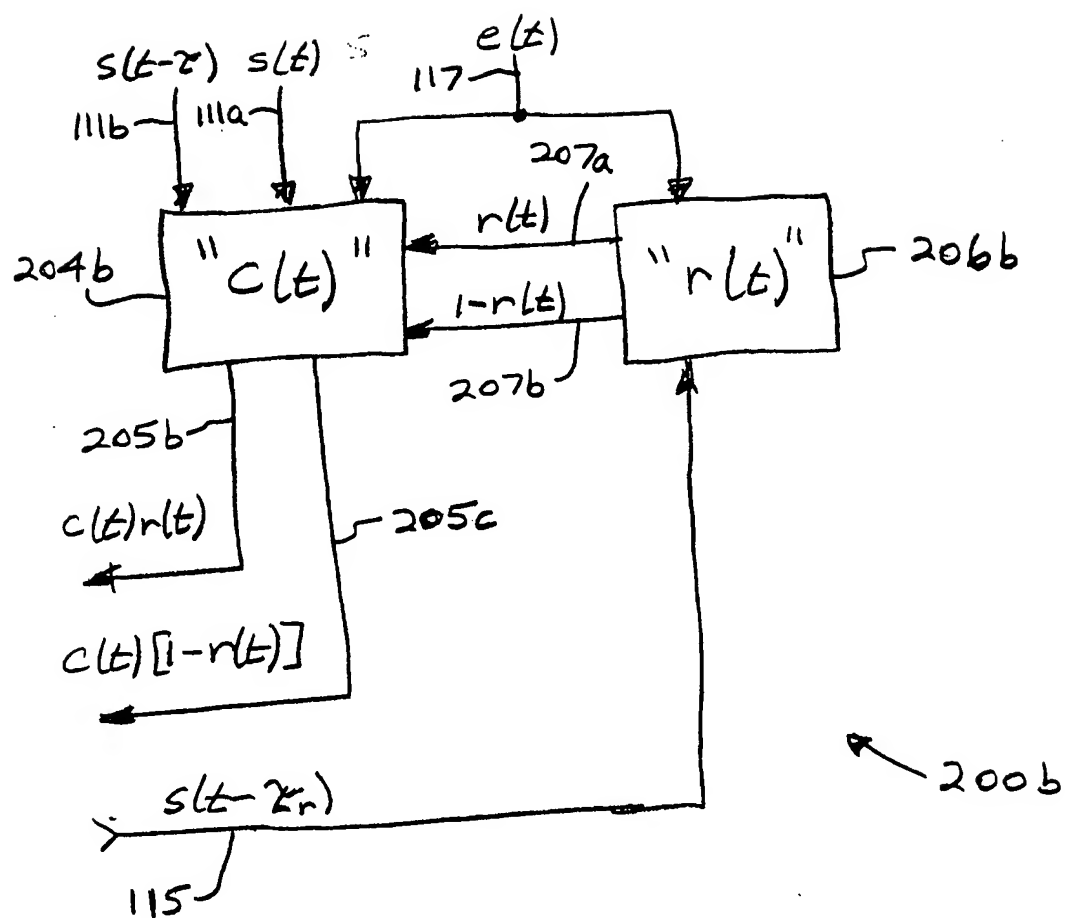 e(t)
s(t-τ) s(t)
117
111b 111a
207a
r(t)
204b
"C(t)"
"r(t)"
206b
1-r(t)
207b
205b
c(t)r(t)
205c
c(t)[1-r(t)]
200b
s(t-τr)
115